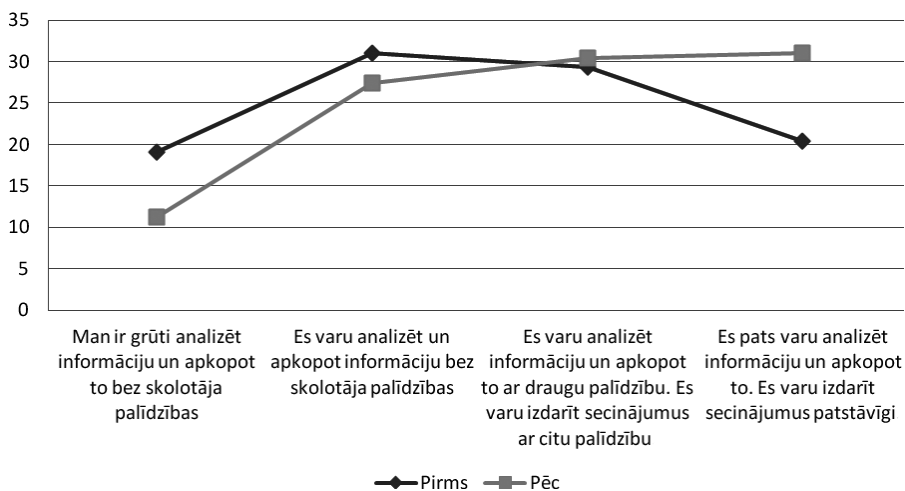 35
30
25
20
15
10
5
0
Man ir grūti analizēt
informāciju un apkopot
to bez skolotāja
palīdzības
Es varu analizēt un
apkopot informāciju bez
skolotāja palīdzības
Es varu analizēt
informāciju un apkopot
to ar draugu palīdzību. Es
varu izdarīt secinājumus
ar citu palīdzību
Es pats varu analizēt
informāciju un apkopot
to. Es varu izdarīt
secinājumus patstāvīgi
Pirms
Pēc